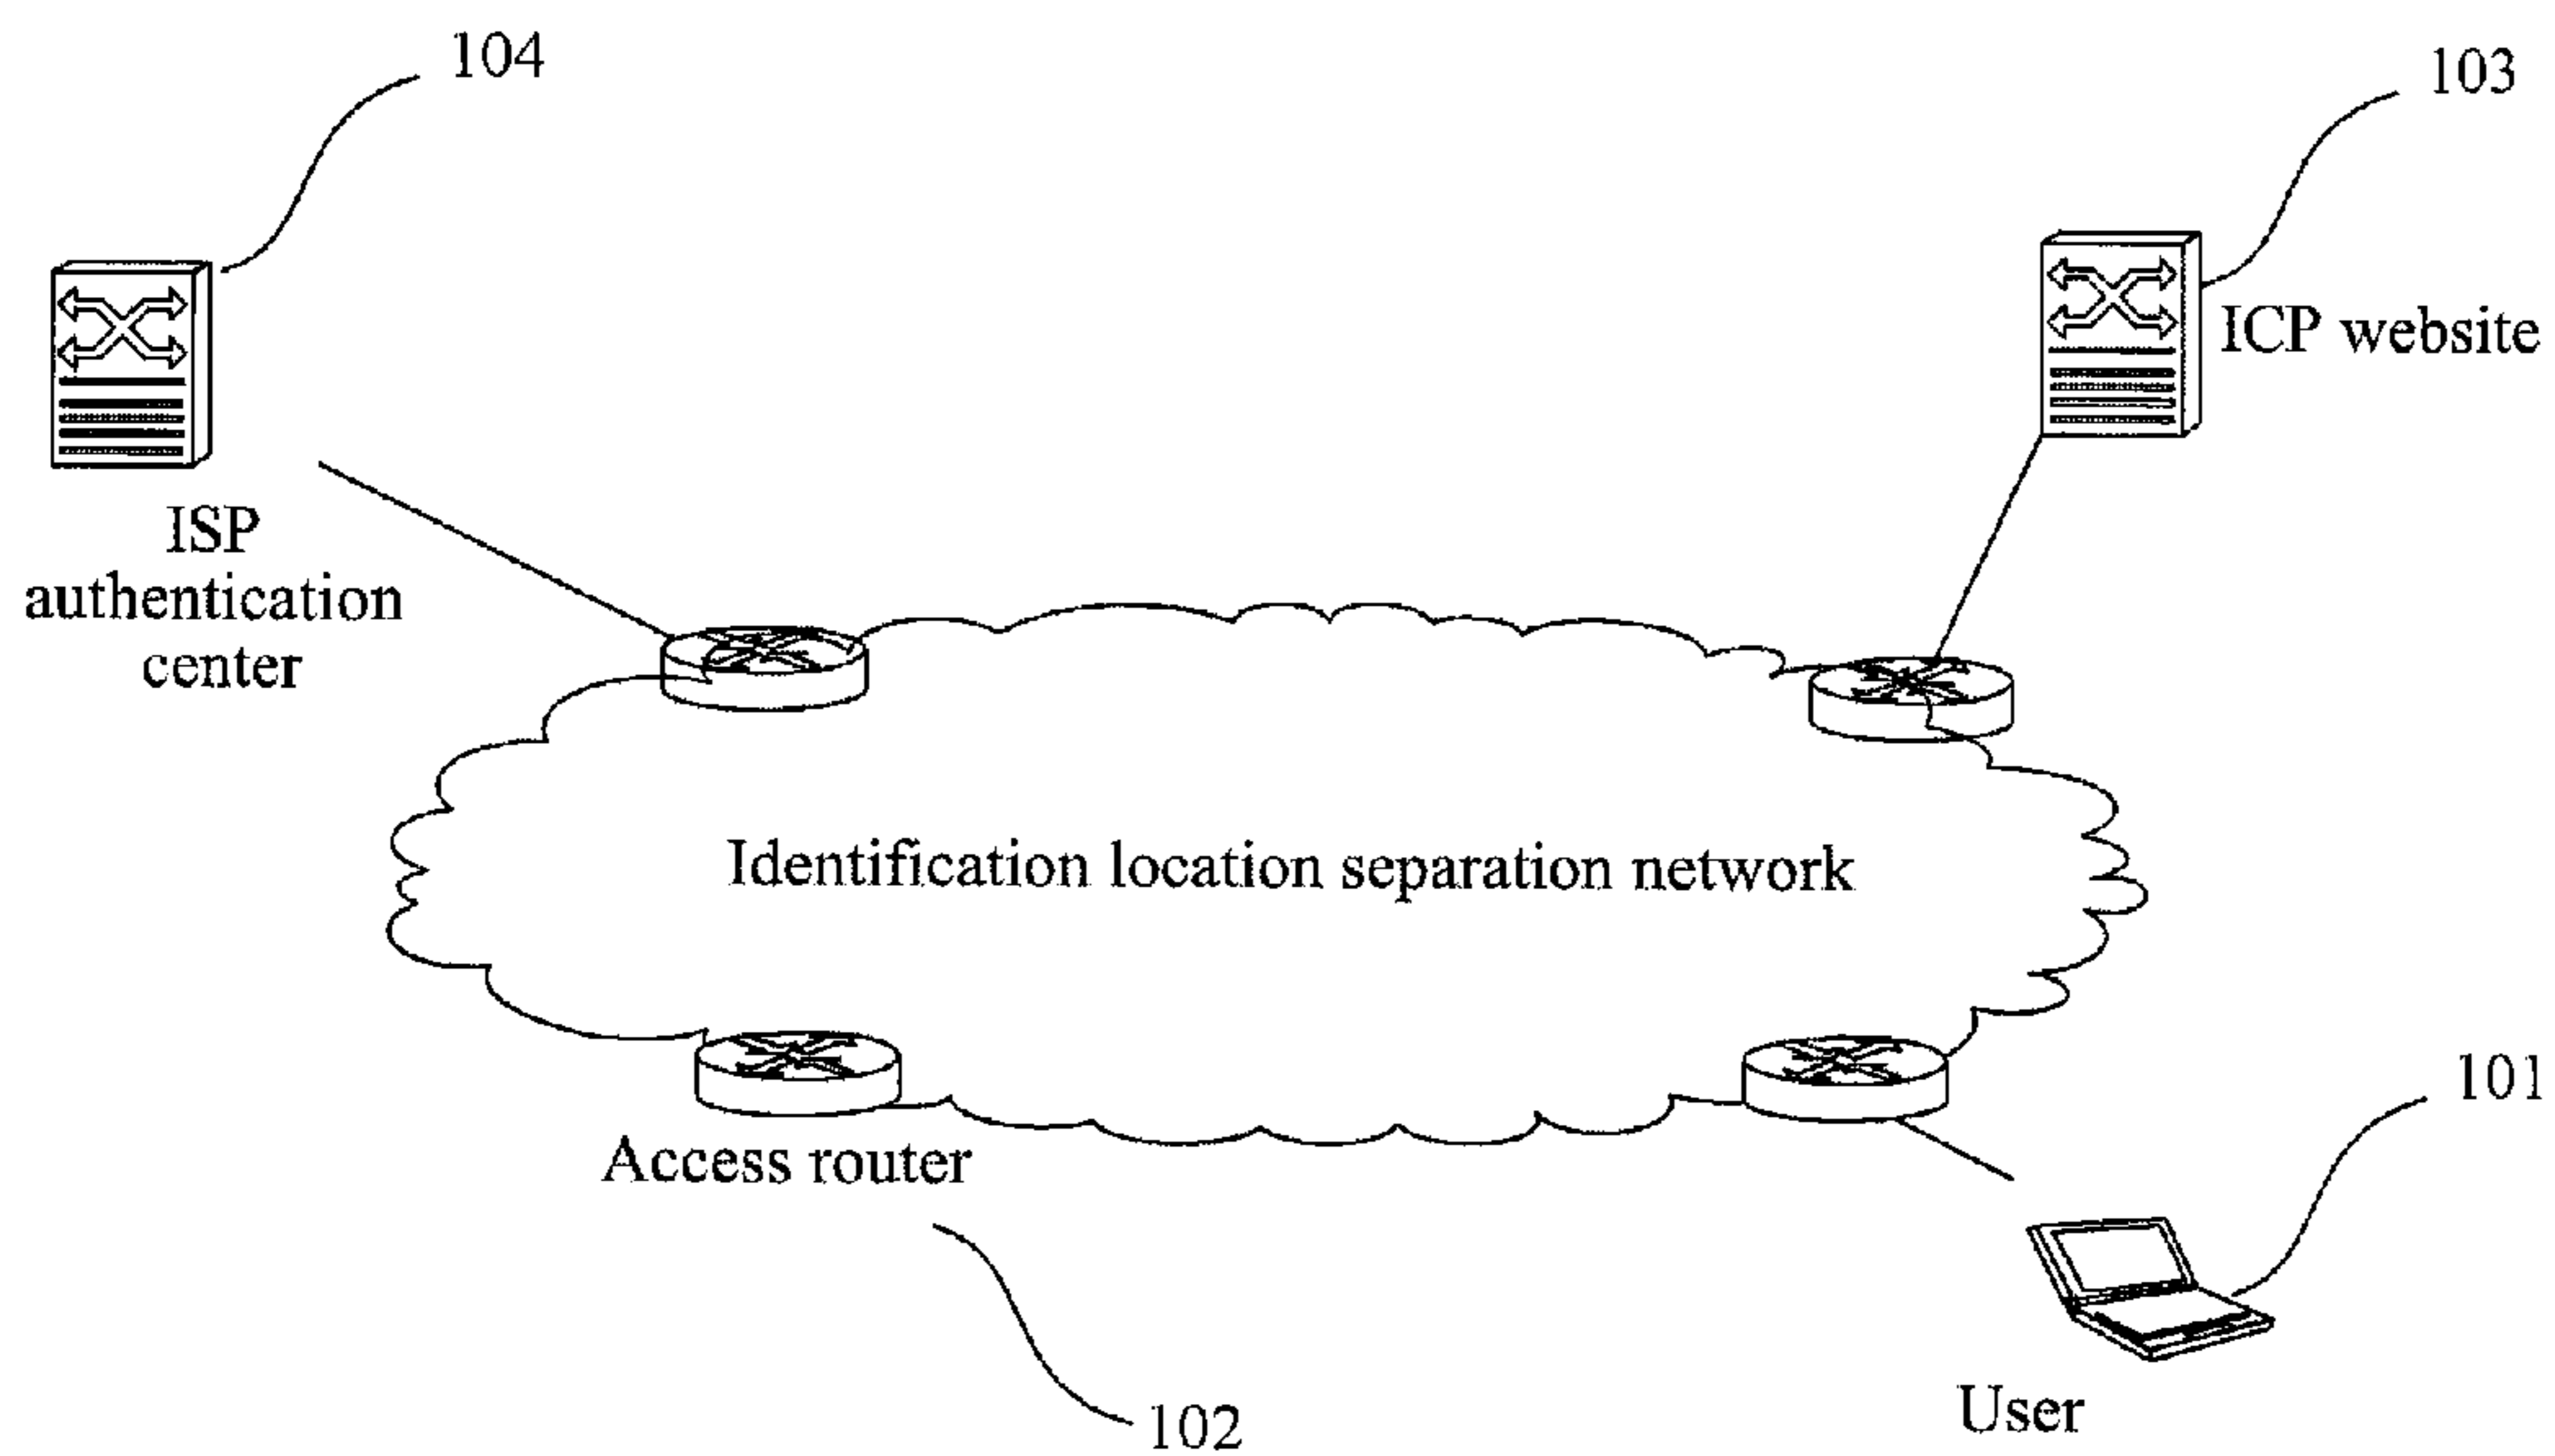 104
103
ICP website
ISP
authentication
center
Identification location separation network
101
Access router
102
User